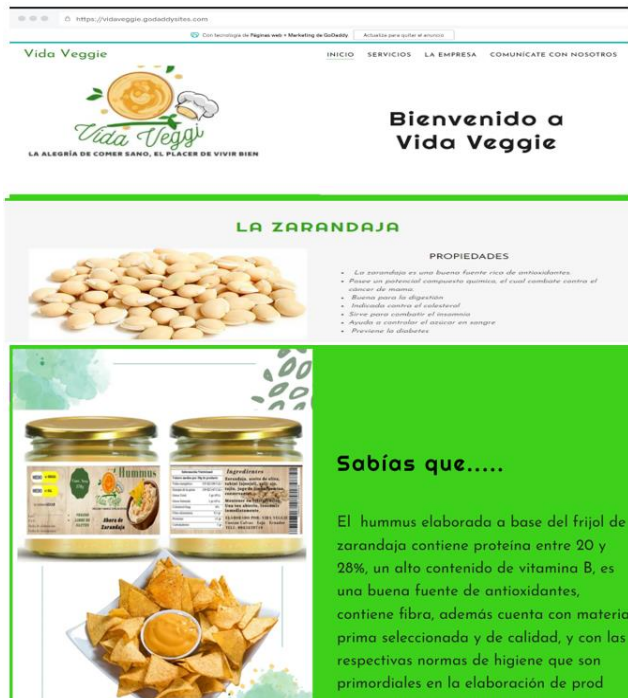 https://vidaveggie.godaddysites.com
Con tecnología de Páginas web + Marketing de GoDaddy
Actualiza para quitar el anuncio
Vida Veggie
INICIO SERVICIOS LA EMPRESA COMUNÍCATE CON NOSOTROS
Vida Veggi
LA ALEGRÍA DE COMER SANO, EL PLACER DE VIVIR BIEN
Bienvenido a
Vida Veggie
LA ZARANDAJA
PROPIEDADES
La zarandaja es una buena fuente rica de antioxidantes.
Posee un potencial compuesto químico, el cual combate contra el
cáncer de mama.
Buena para la digestión
Indicada contra el colesterol
Sirve para combatir el insomnio
Ayuda a controlar el azúcar en sangre
Previene la diabetes
Hummus
Ahora de
Zarandaja
Información Nutricional
Ingredientes
Sabías que.....
El hummus elaborada a base del frijol de
zarandaja contiene proteína entre 20 y
28%, un alto contenido de vitamina B, es
una buena fuente de antioxidantes,
contiene fibra, además cuenta con materia
prima seleccionada y de calidad, y con las
respectivas normas de higiene que son
primordiales en la elaboración de prod